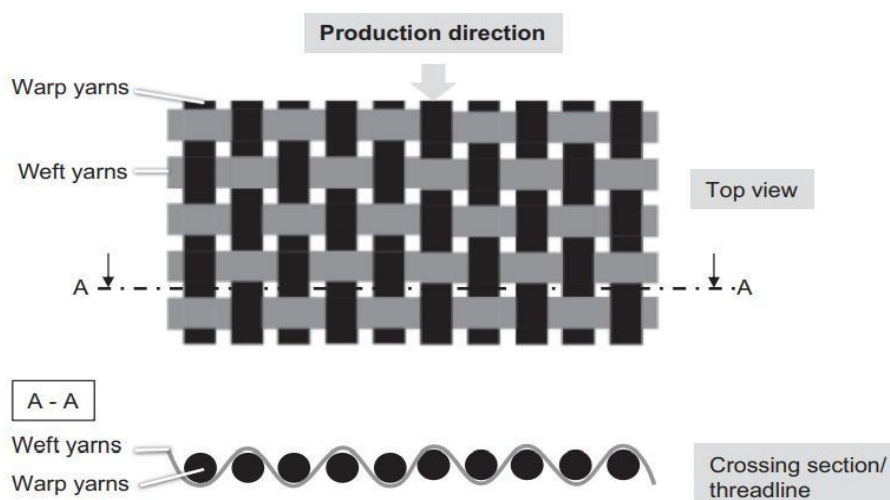 Production direction
Warp yarns
Weft yarns
Top view
A
A
A - A
Weft yarns
Warp yarns
Crossing section/
threadline